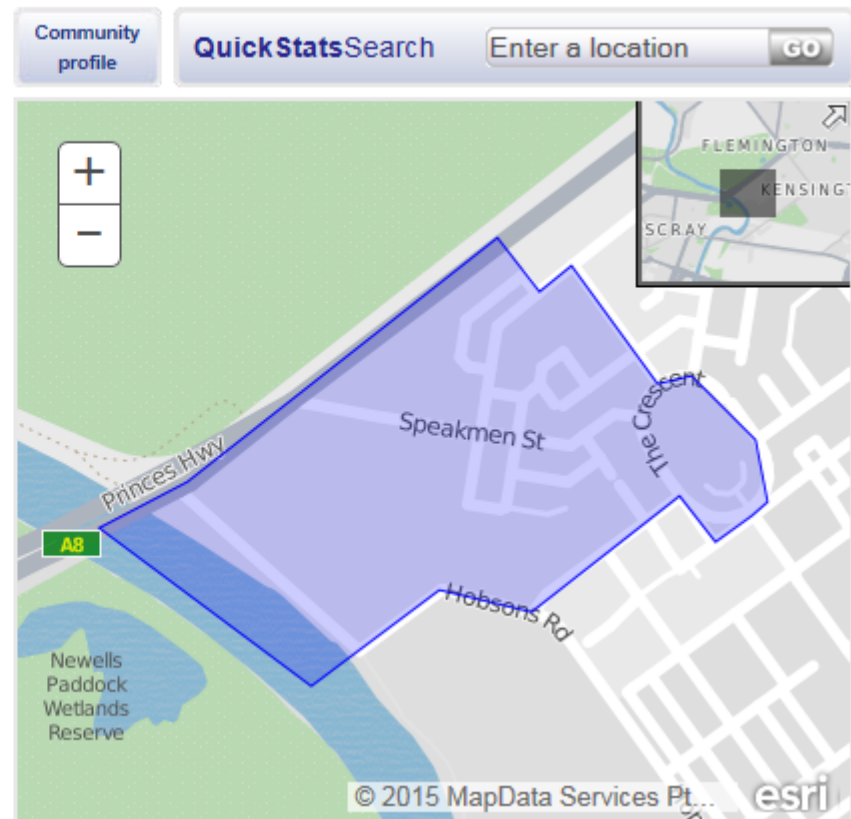 Community
profile
QuickStatsSearch
Enter a location
GO
+
−
FLEMINGTON
SCRAY
The Crescent
Speakmen St
Princes Hwy
A8
Hobsons Rd
Newells
Paddock
Wetlands
Reserve
© 2015 MapData Services Pt...
esri